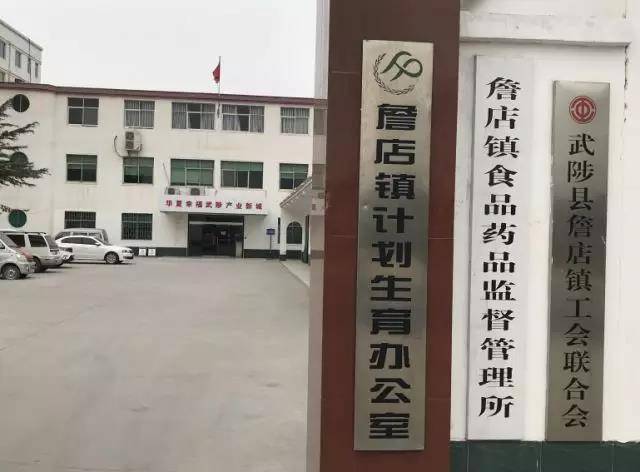 华夏幸福武陟产业新城
詹店镇计划生育办公室
詹店镇食品药品监督管理所
武陟县詹店镇工会联合会